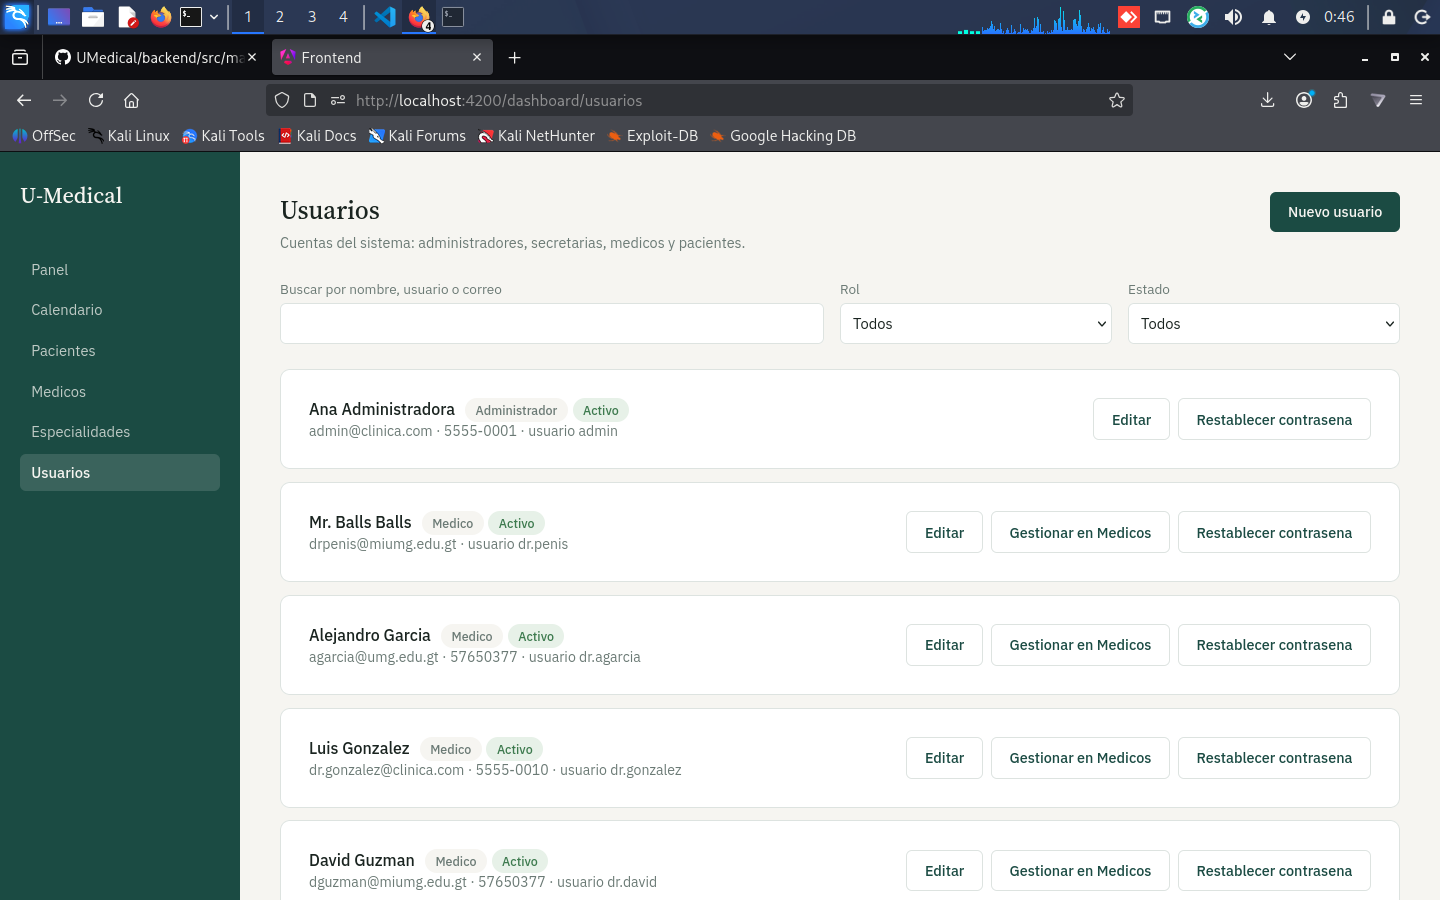 1
2
3
4
4
0:46
UMedical/backend/src/ma
Frontend
http://localhost:4200/dashboard/usuarios
OffSec
Kali Linux
Kali Tools
Kali Docs
Kali Forums
Kali NetHunter
Exploit-DB
Google Hacking DB
U-Medical
Panel
Calendario
Pacientes
Medicos
Especialidades
Usuarios
Usuarios
Nuevo usuario
Cuentas del sistema: administradores, secretarias, medicos y pacientes.
Buscar por nombre, usuario o correo
Rol
Estado
Todos
Todos
Ana Administradora Administrador Activo
admin@clinica.com · 5555-0001 · usuario admin
Editar
Restablecer contrasena
Mr. Balls Balls Medico Activo
drpenis@miumg.edu.gt · usuario dr.penis
Editar
Gestionar en Medicos
Restablecer contrasena
Alejandro Garcia Medico Activo
agarcia@umg.edu.gt · 57650377 · usuario dr.agarcia
Editar
Gestionar en Medicos
Restablecer contrasena
Luis Gonzalez Medico Activo
dr.gonzalez@clinica.com · 5555-0010 · usuario dr.gonzalez
Editar
Gestionar en Medicos
Restablecer contrasena
David Guzman Medico Activo
dguzman@miumg.edu.gt · 57650377 · usuario dr.david
Editar
Gestionar en Medicos
Restablecer contrasena